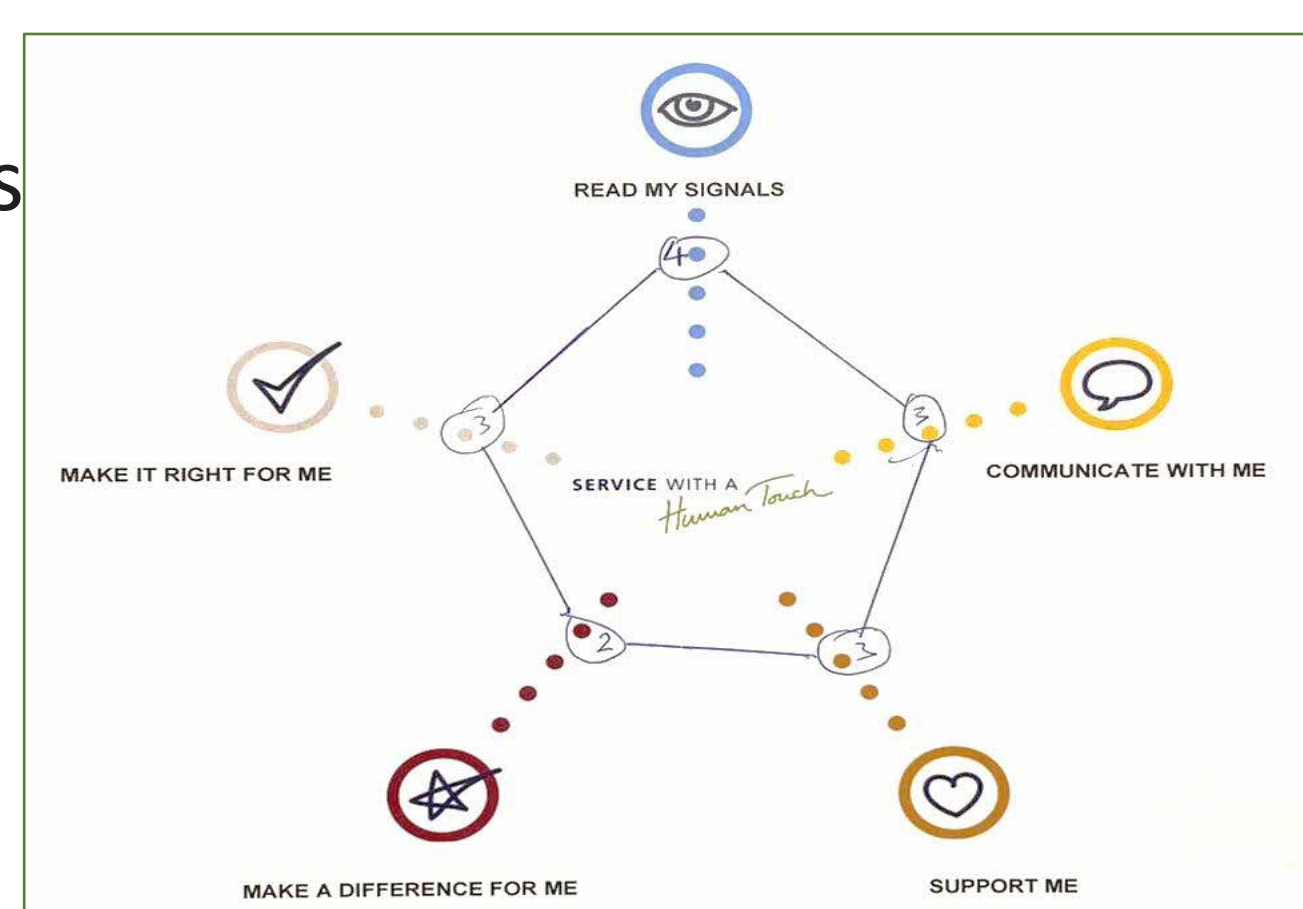 S
READ MY SIGNALS
4
3
3
MAKE IT RIGHT FOR ME
SERVICE WITH A
Human Touch
COMMUNICATE WITH ME
2
3
MAKE A DIFFERENCE FOR ME
SUPPORT ME